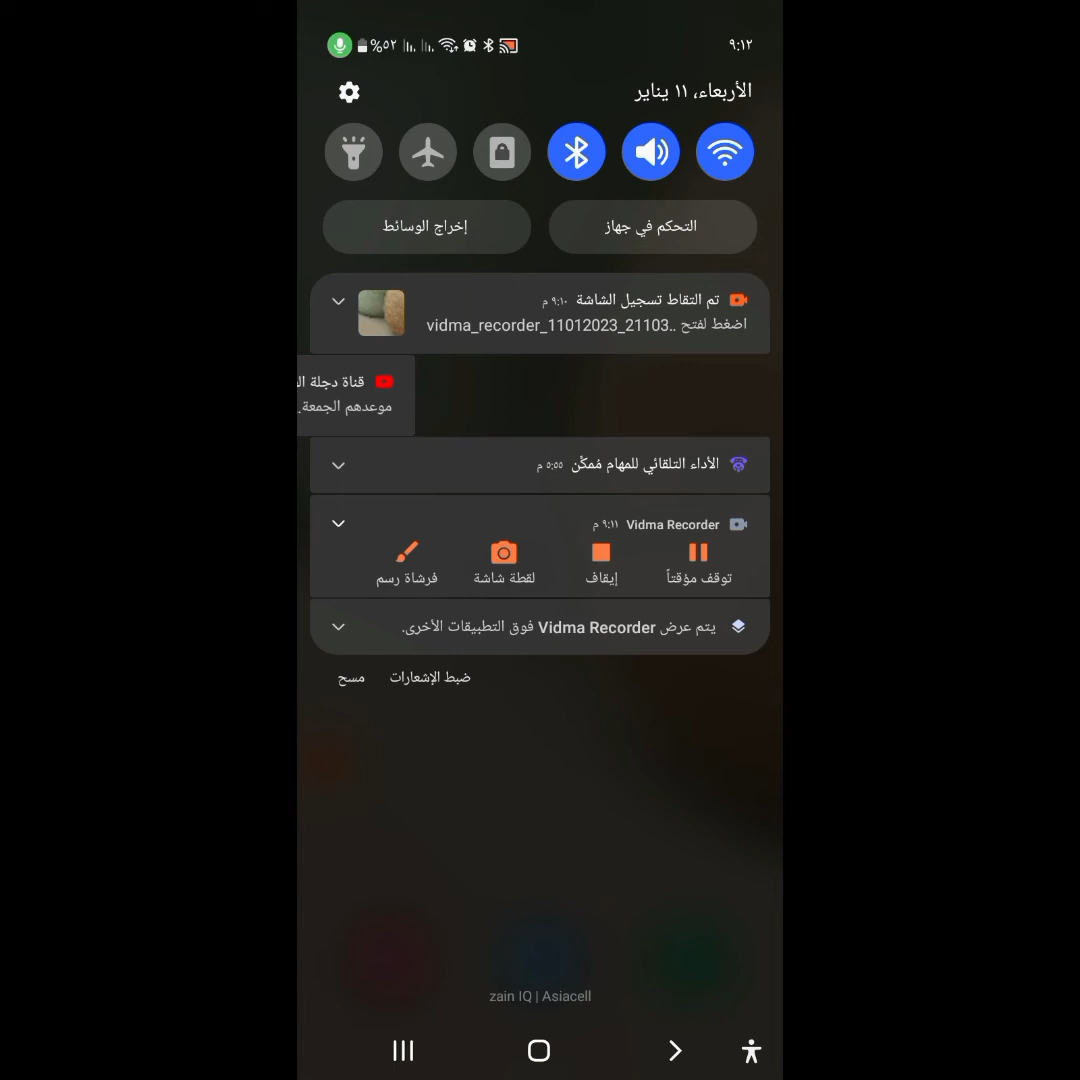 ٩:١٢
%٥٢
الأربعاء، ١١ يناير
التحكم في جهاز
إخراج الوسائط
تم التقاط تسجيل الشاشة ٩:١٠ م
اضغط لفتح vidma_recorder_11012023_21103..
قناة دجلة ال
موعدهم الجمعة.
الأداء التلقائي للمهام مُمكَّن ٥:٥٥ م
Vidma Recorder ٩:١١ م
توقف مؤقتاً
إيقاف
لقطة شاشة
فرشاة رسم
يتم عرض Vidma Recorder فوق التطبيقات الأخرى.
ضبط الإشعارات
مسح
zain IQ | Asiacell